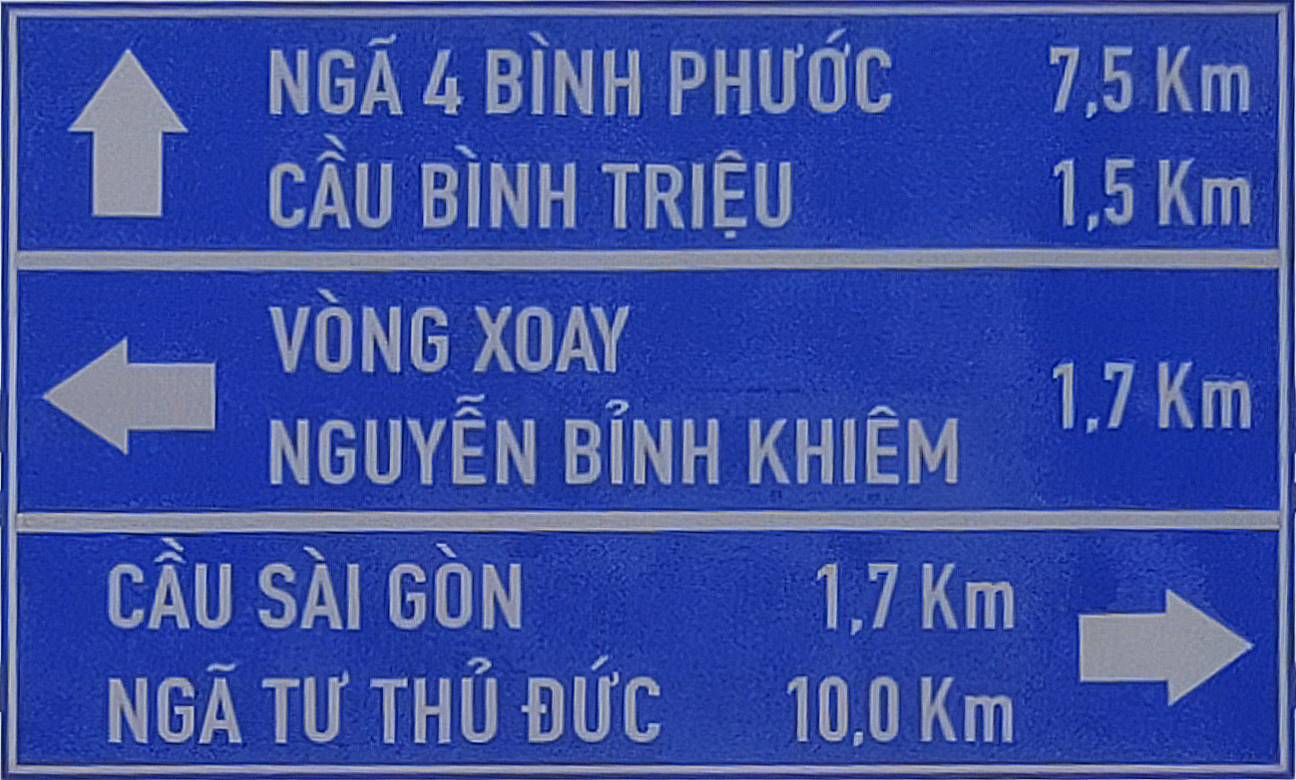 NGÃ 4 BÌNH PHƯỚC 7,5 Km
CẦU BÌNH TRIỆU 1,5 Km
VÒNG XOAY
NGUYỄN BỈNH KHIÊM 1,7 Km
CẦU SÀI GÒN 1,7 Km
NGÃ TƯ THỦ ĐỨC 10,0 Km